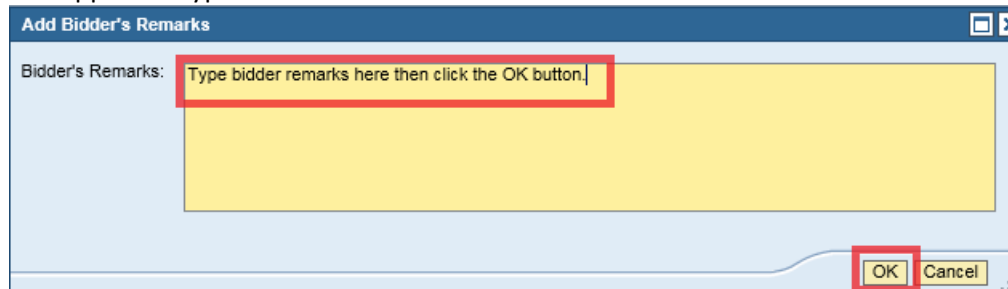 Add Bidder's Remarks
Bidder's Remarks:
Type bidder remarks here then click the OK button.
OK Cancel